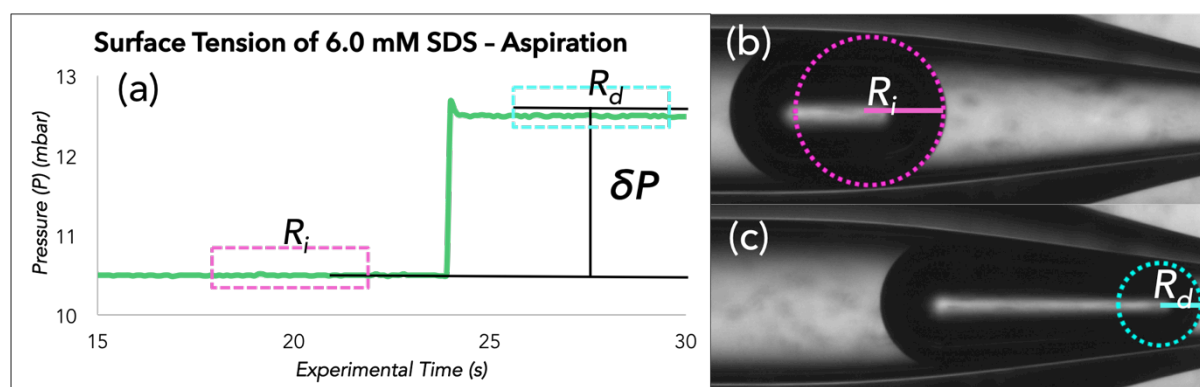 Surface Tension of 6.0 mM SDS – Aspiration
(a)
13
12
11
10
Pressure (P) (mbar)
R_d
δP
R_i
15
20
25
30
Experimental Time (s)
(b)
R_i
(c)
R_d